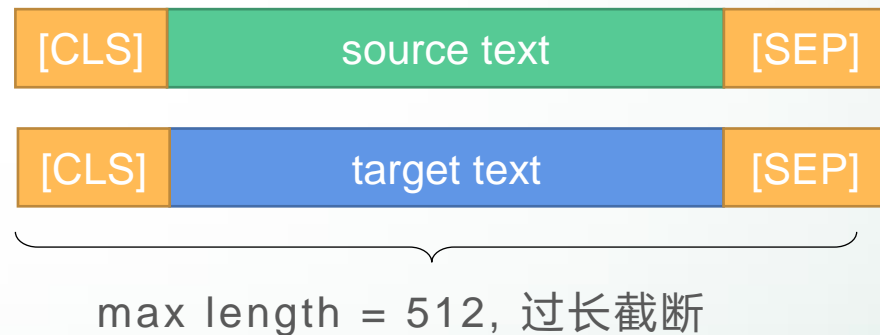 [CLS] source text [SEP]
[CLS] target text [SEP]
max length = 512, 过长截断